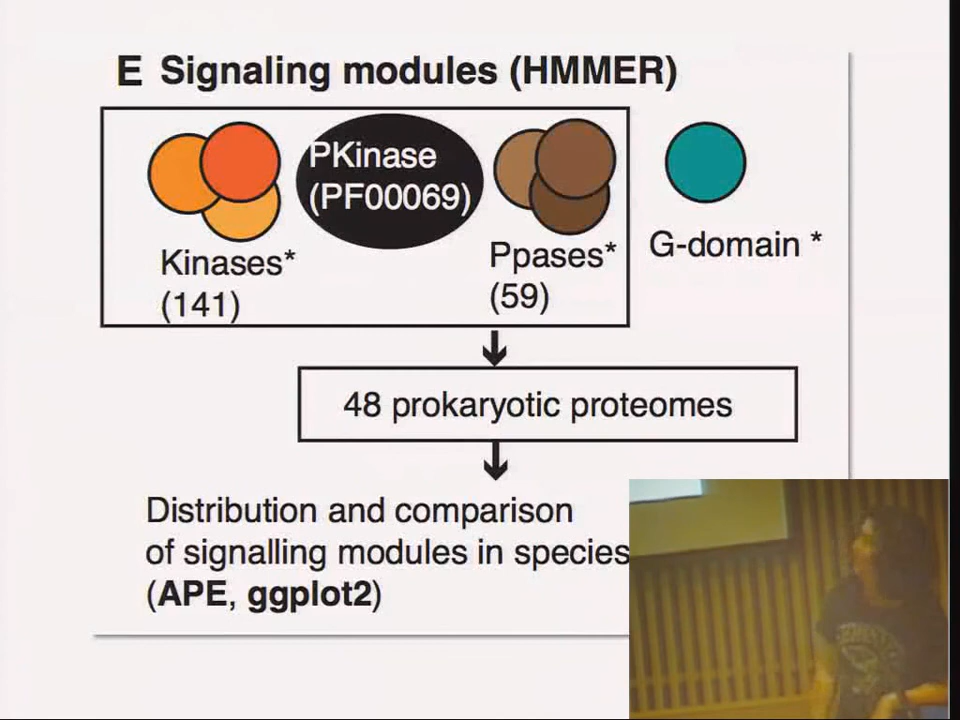 E Signaling modules (HMMER)
PKinase
(PF00069)
Kinases*
(141)
Ppases*
(59)
G-domain *
48 prokaryotic proteomes
Distribution and comparison
of signalling modules in species
(APE, ggplot2)